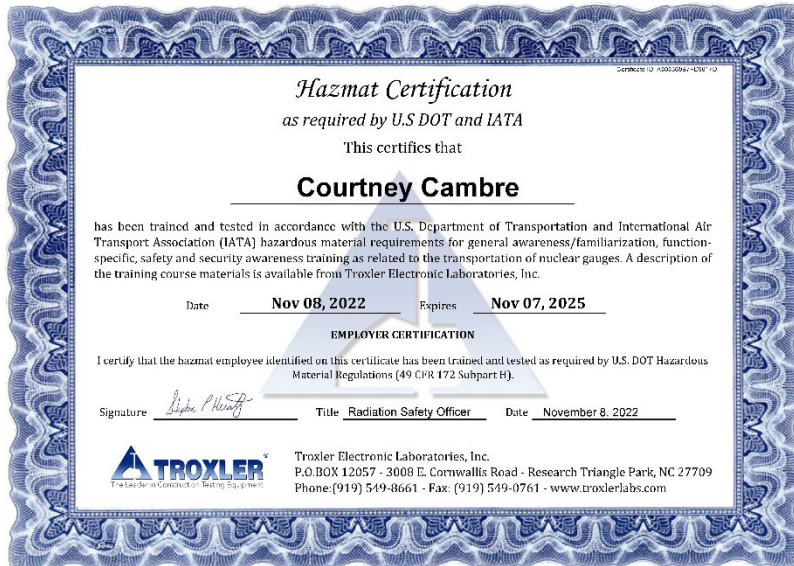 Certificate ID:
Hazmat Certification
as required by U.S DOT and IATA
This certifies that
Courtney Cambre
has been trained and tested in accordance with the U.S. Department of Transportation and International Air
Transport Association (IATA) hazardous material requirements for general awareness/familiarization, function-
specific, safety and security awareness training as related to the transportation of nuclear gauges. A description of
the training course materials is available from Troxler Electronic Laboratories, Inc.
Date Nov 08, 2022 Expires Nov 07, 2025
EMPLOYER CERTIFICATION
I certify that the hazmat employee identified on this certificate has been trained and tested as required by U.S. DOT Hazardous
Material Regulations (49 CFR 172 Subpart H).
Signature Title Radiation Safety Officer Date November 8. 2022
TROXLER
The Leader in Construction Testing Equipment
Troxler Electronic Laboratories, Inc.
P.O.BOX 12057 - 3008 E. Cornwallis Road - Research Triangle Park, NC 27709
Phone:(919) 549-8661 - Fax: (919) 549-0761 - www.troxlerlabs.com